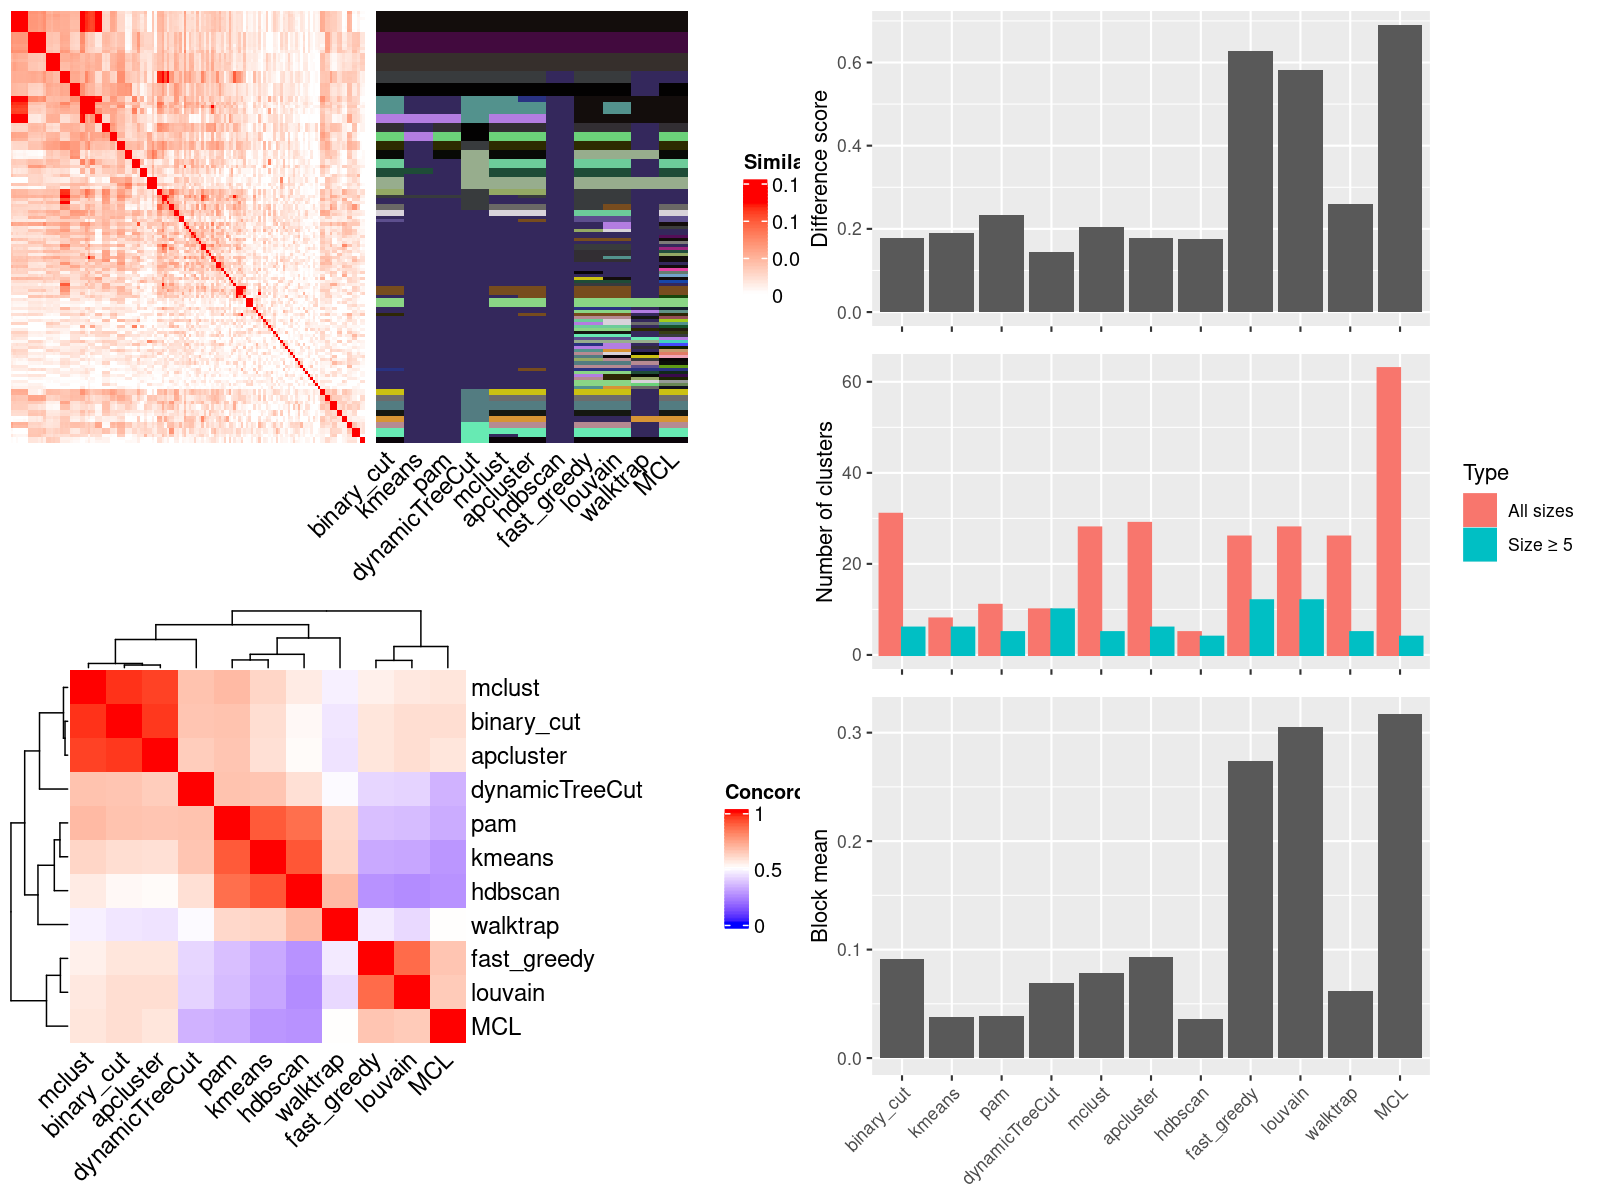 Simila
0.1
0.1
0.0
0
binary_cut
kmeans
pam
dynamicTreeCut
mclust
apcluster
hdbscan
fast_greedy
louvain
walktrap
MCL
mclust
binary_cut
apcluster
dynamicTreeCut
pam
kmeans
hdbscan
walktrap
fast_greedy
louvain
MCL
mclust
binary_cut
apcluster
dynamicTreeCut
pam
kmeans
hdbscan
walktrap
fast_greedy
louvain
MCL
Concord
1
0.5
0
Difference score
0.6
0.4
0.2
0.0
Number of clusters
60
40
20
0
Type
All sizes
Size ≥ 5
Block mean
0.3
0.2
0.1
0.0
binary_cut
kmeans
pam
dynamicTreeCut
mclust
apcluster
hdbscan
fast_greedy
louvain
walktrap
MCL